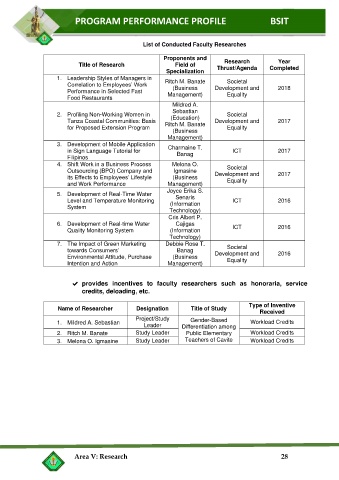 PROGRAM PERFORMANCE PROFILE BSIT
List of Conducted Faculty Researches
Title of Research
Proponents and Field of Specialization
Research Thrust/Agenda
Year Completed
1. Leadership Styles of Managers in Correlation to Employees' Work Performance in Selected Fast Food Restaurants
Ritch M. Banate (Business Management)
Societal Development and Equality
2018
2. Profiling Non-Working Women in Tanza Coastal Communities: Basis for Proposed Extension Program
Mildred A. Sebastian (Education) Ritch M. Banate (Business Management)
Societal Development and Equality
2017
3. Development of Mobile Application in Sign Language Tutorial for Filipinos
Charmaine T. Banag
ICT
2017
4. Shift Work in a Business Process Outsourcing (BPO) Company and its Effects to Employees' Lifestyle and Work Performance
Melona O. Igmasine (Business Management)
Societal Development and Equality
2017
5. Development of Real Time Water Level and Temperature Monitoring System
Joyce Erika S. Senaris (Information Technology)
ICT
2016
6. Development of Real-time Water Quality Monitoring System
Cris Albert P. Cajigas (Information Technology)
ICT
2016
7. The Impact of Green Marketing towards Consumers' Environmental Attitude, Purchase Intention and Action
Debbie Rose T. Banag (Business Management)
Societal Development and Equality
2016
✔ provides incentives to faculty researchers such as honoraria, service
credits, deloading, etc.
Name of Researcher
Designation
Title of Study
Type of Incentive Received
1. Mildred A. Sebastian
Project/Study Leader
Gender-Based Differentiation among Public Elementary Teachers of Cavite
Workload Credits
2. Ritch M. Banate
Study Leader
Workload Credits
3. Melona O. Igmasine
Study Leader
Workload Credits
Area V: Research 28